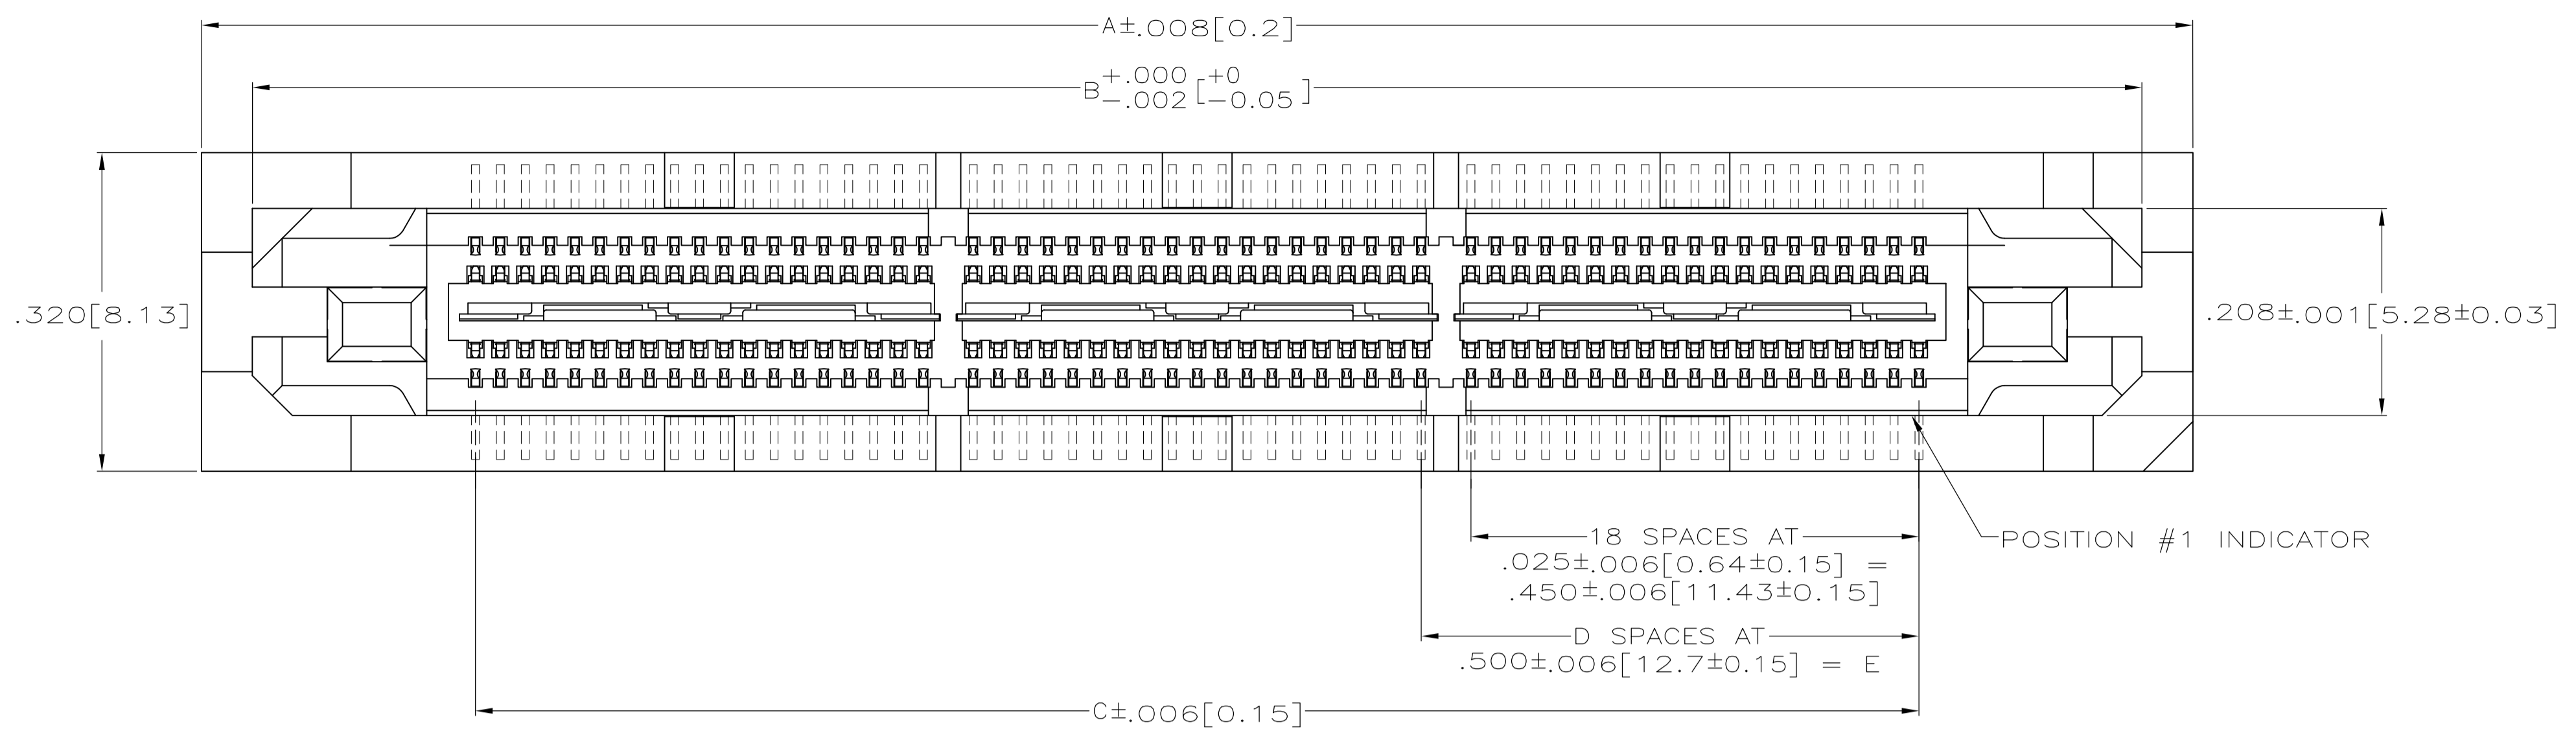 A±.008[0.2]
B+.000 -.002 [+0 -0.05]
.320[8.13]
.208±.001[5.28±0.03]
18 SPACES AT
.025±.006[0.64±0.15] =
.450±.006[11.43±0.15]
POSITION #1 INDICATOR
D SPACES AT
.500±.006[12.7±0.15] = E
C±.006[0.15]